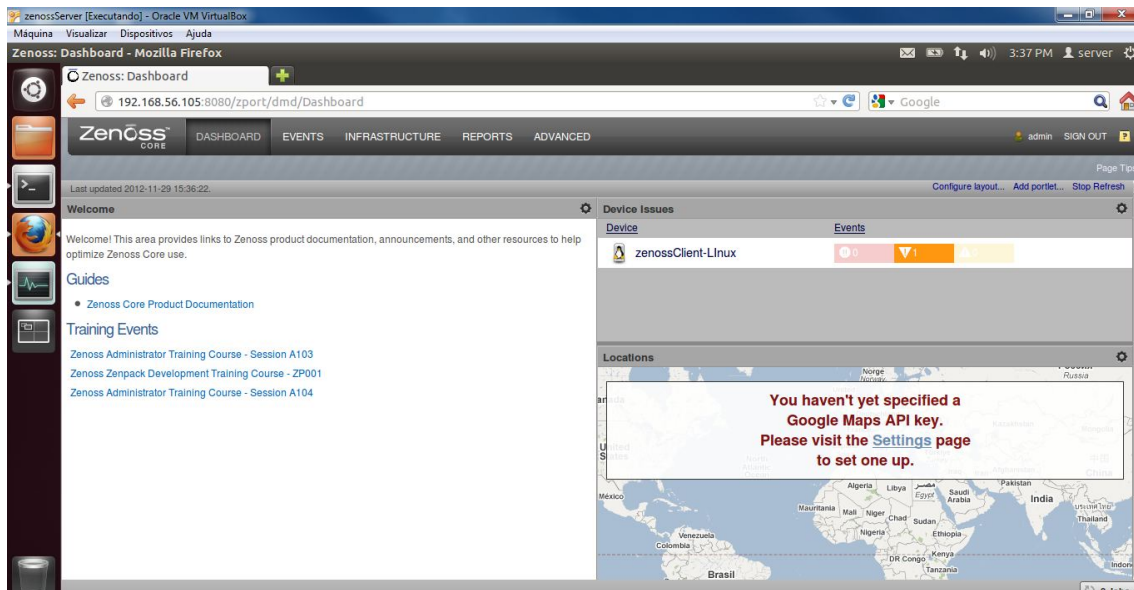 zenossServer [Executando] - Oracle VM VirtualBox
Máquina Visualizar Dispositivos Ajuda
Zenoss: Dashboard - Mozilla Firefox
3:37 PM server
Zenoss: Dashboard
192.168.56.105:8080/zport/dmd/Dashboard
Google
Zenoss CORE
DASHBOARD EVENTS INFRASTRUCTURE REPORTS ADVANCED
admin SIGN OUT ?
Page Tips
Last updated 2012-11-29 15:36:22.
Configure layout... Add portlet... Stop Refresh
Welcome
Welcome! This area provides links to Zenoss product documentation, announcements, and other resources to help
optimize Zenoss Core use.
Guides
Zenoss Core Product Documentation
Training Events
Zenoss Administrator Training Course - Session A103
Zenoss Zenpack Development Training Course - ZP001
Zenoss Administrator Training Course - Session A104
Device Issues
Device Events
zenossClient-LInux
0 1
Locations
Norge
Norway
Russia
You haven't yet specified a
Google Maps API key.
Please visit the Settings page
to set one up.
North
Atlantic
China
México
Algeria
Libya
Egypt
Saudi
Arabia
Pakistan
India
Thailand
Mauritania
Mali
Niger
Chad
Sudan
Nigeria
Ethiopia
Venezuela
Colombia
DR Congo
Kenya
Tanzania
Brasil